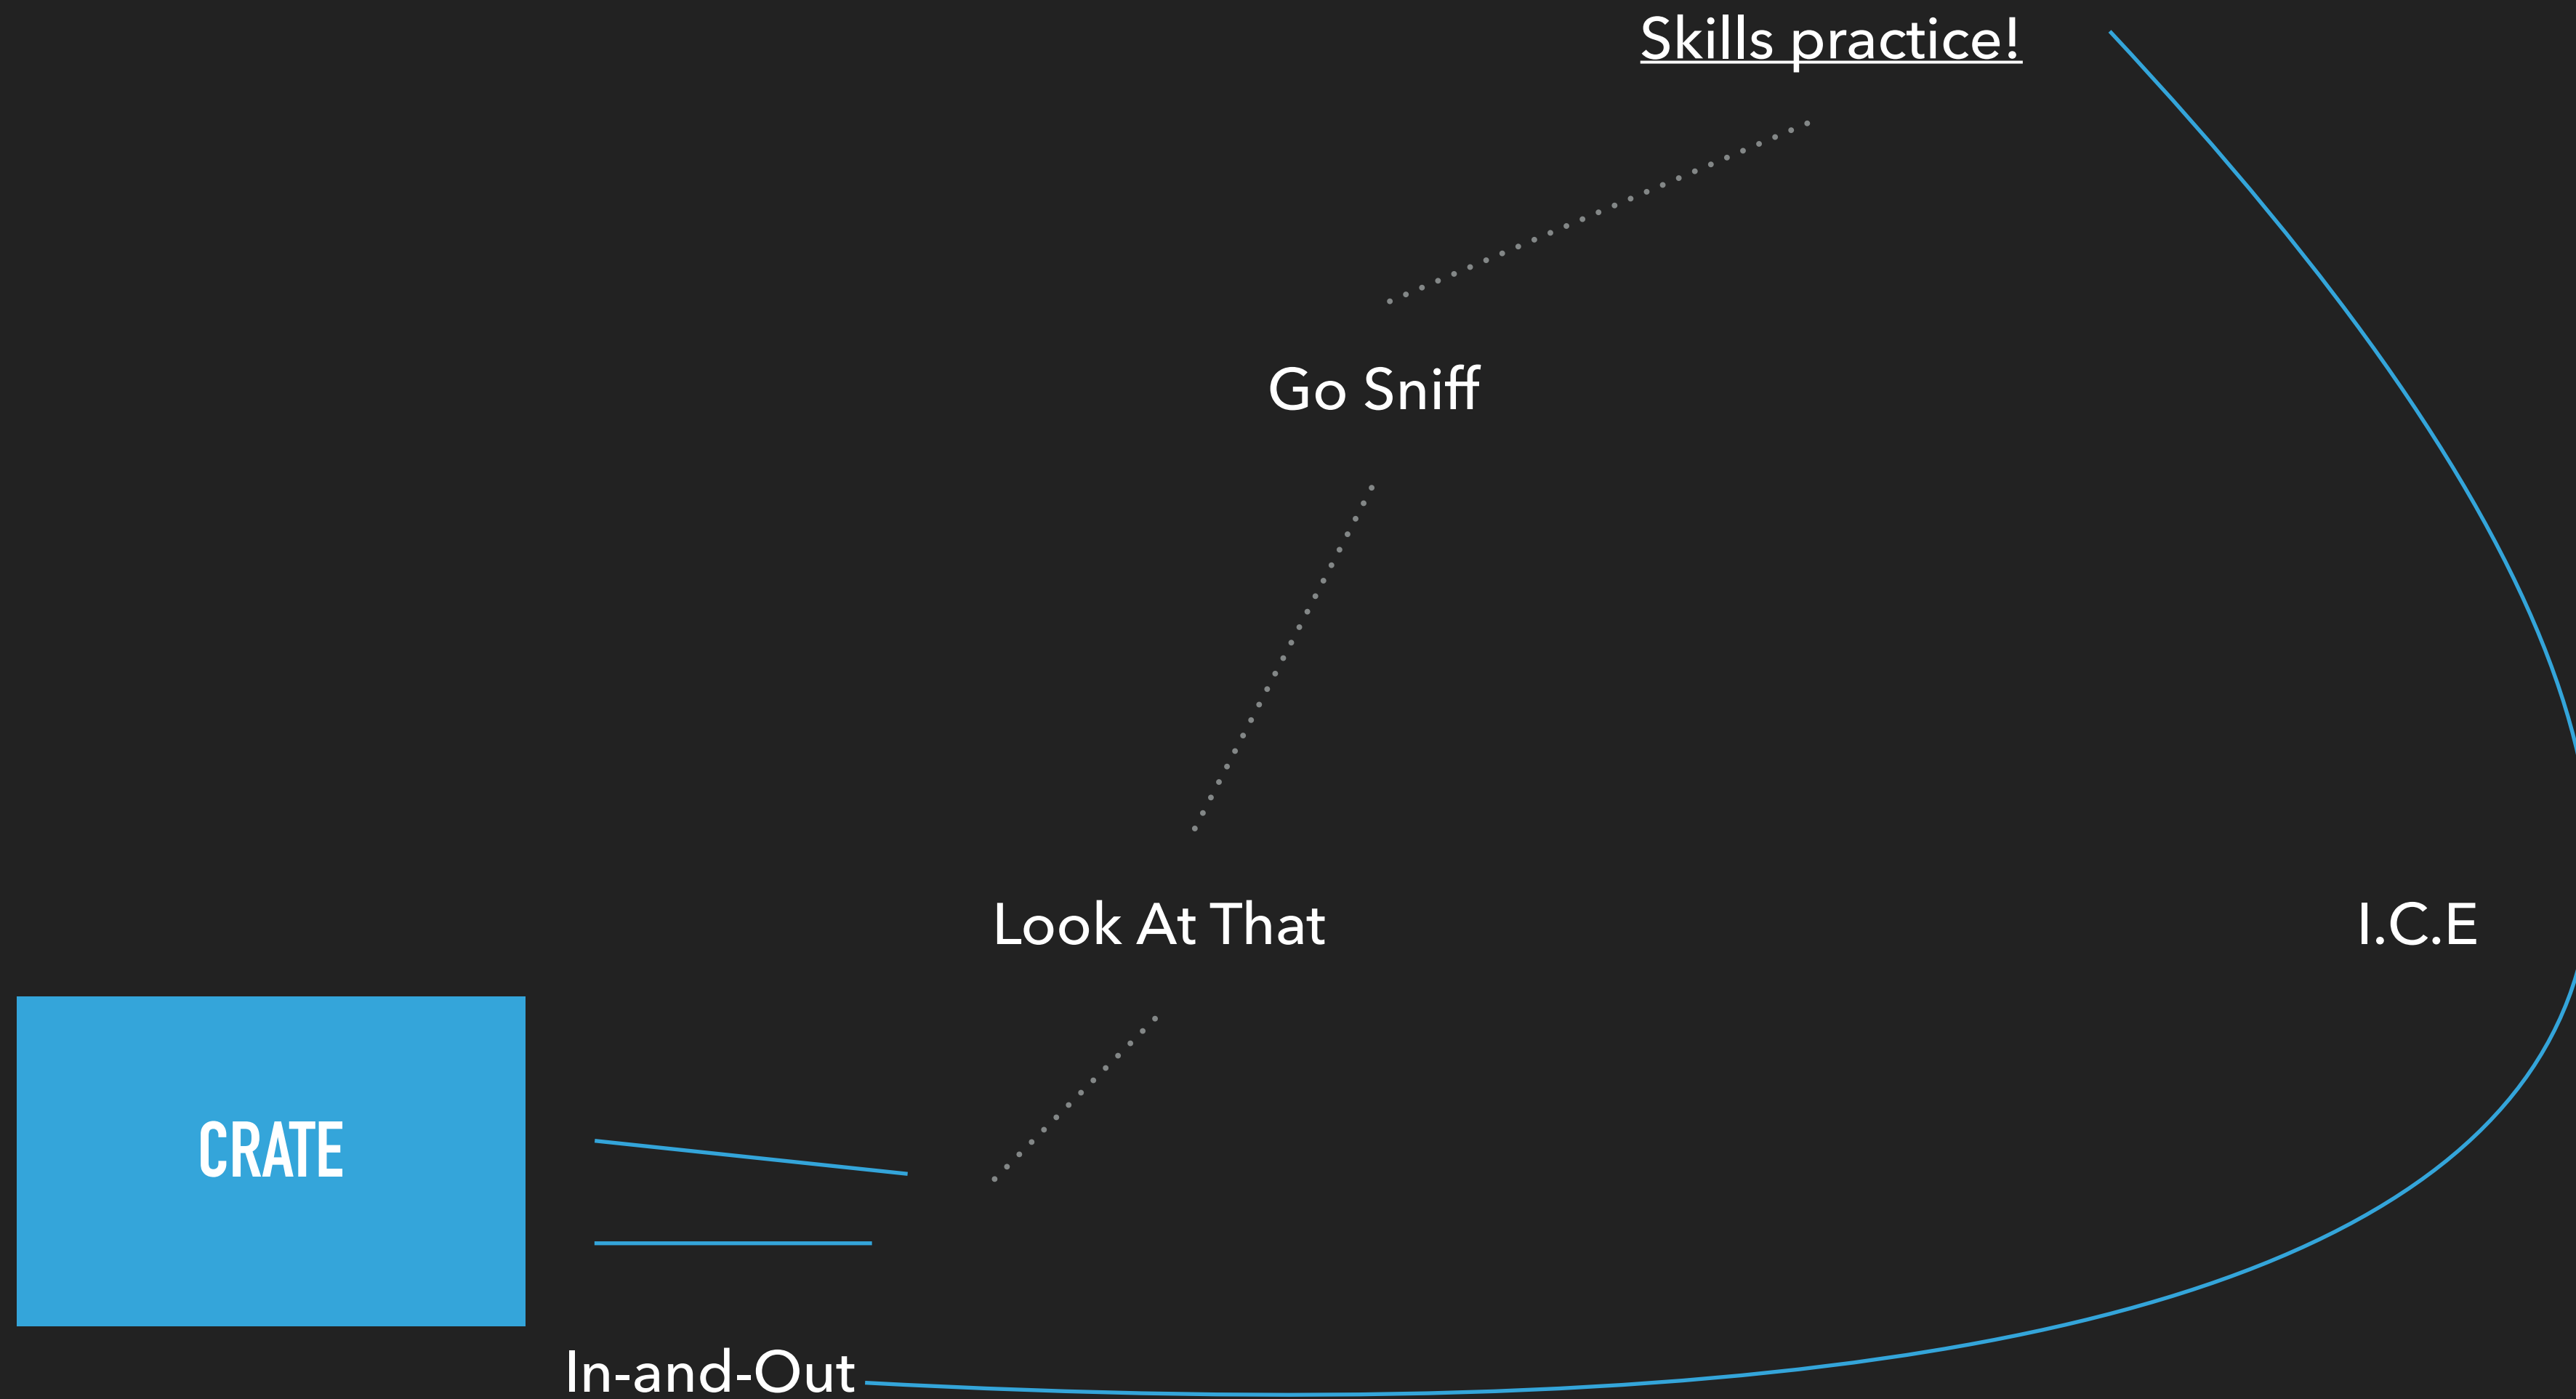 Skills practice!
Go Sniff
Look At That
I.C.E
CRATE
In-and-Out